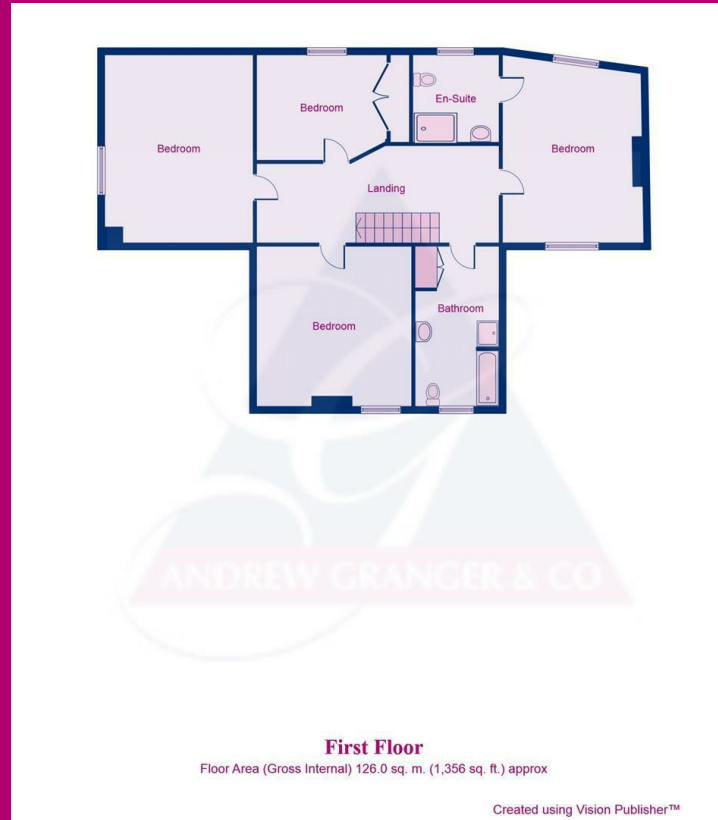 Bedroom
En-Suite
Bedroom
Bedroom
Landing
Bathroom
Bedroom
ANDREW GRANGER & CO
First Floor
Floor Area (Gross Internal) 126.0 sq. m. (1,356 sq. ft.) approx
Created using Vision Publisher™